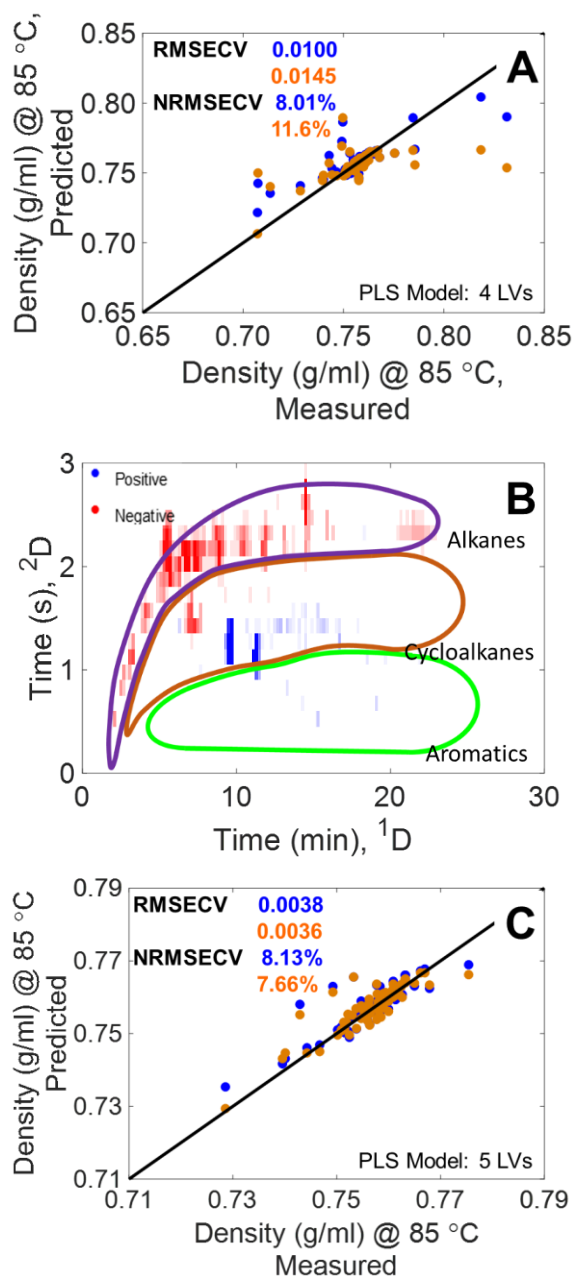 0.85
0.80
0.75
0.70
0.65
Density (g/ml) @ 85 °C,
Predicted
RMSECV
0.0100
0.0145
NRMSECV
8.01%
11.6%
A
PLS Model: 4 LVs
0.65 0.70 0.75 0.80 0.85
Density (g/ml) @ 85 °C,
Measured
3
2
1
0
Time (s), ²D
Positive
Negative
B
Alkanes
Cycloalkanes
Aromatics
0 10 20 30
Time (min), ¹D
0.79
0.77
0.75
0.73
0.71
Density (g/ml) @ 85 °C
Predicted
RMSECV
0.0038
0.0036
NRMSECV
8.13%
7.66%
C
PLS Model: 5 LVs
0.71 0.73 0.75 0.77 0.79
Density (g/ml) @ 85 °C
Measured